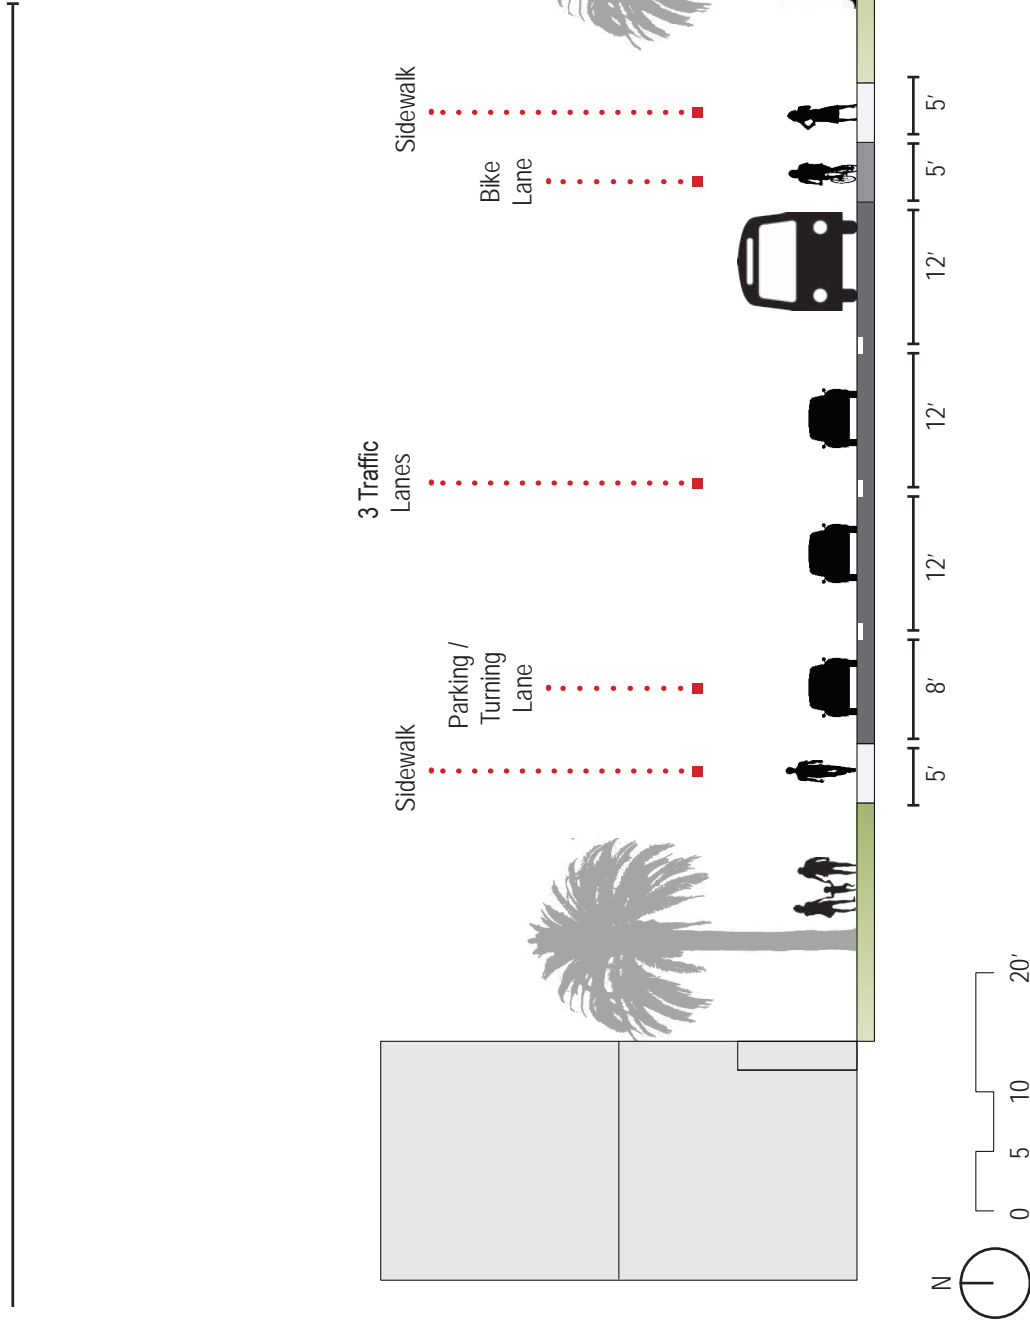 Sidewalk
Parking /
Turning
Lane
3 Traffic
Lanes
Bike
Lane
Sidewalk
5'
8'
12'
12'
12'
5'
5'
N
0
5
10
20'